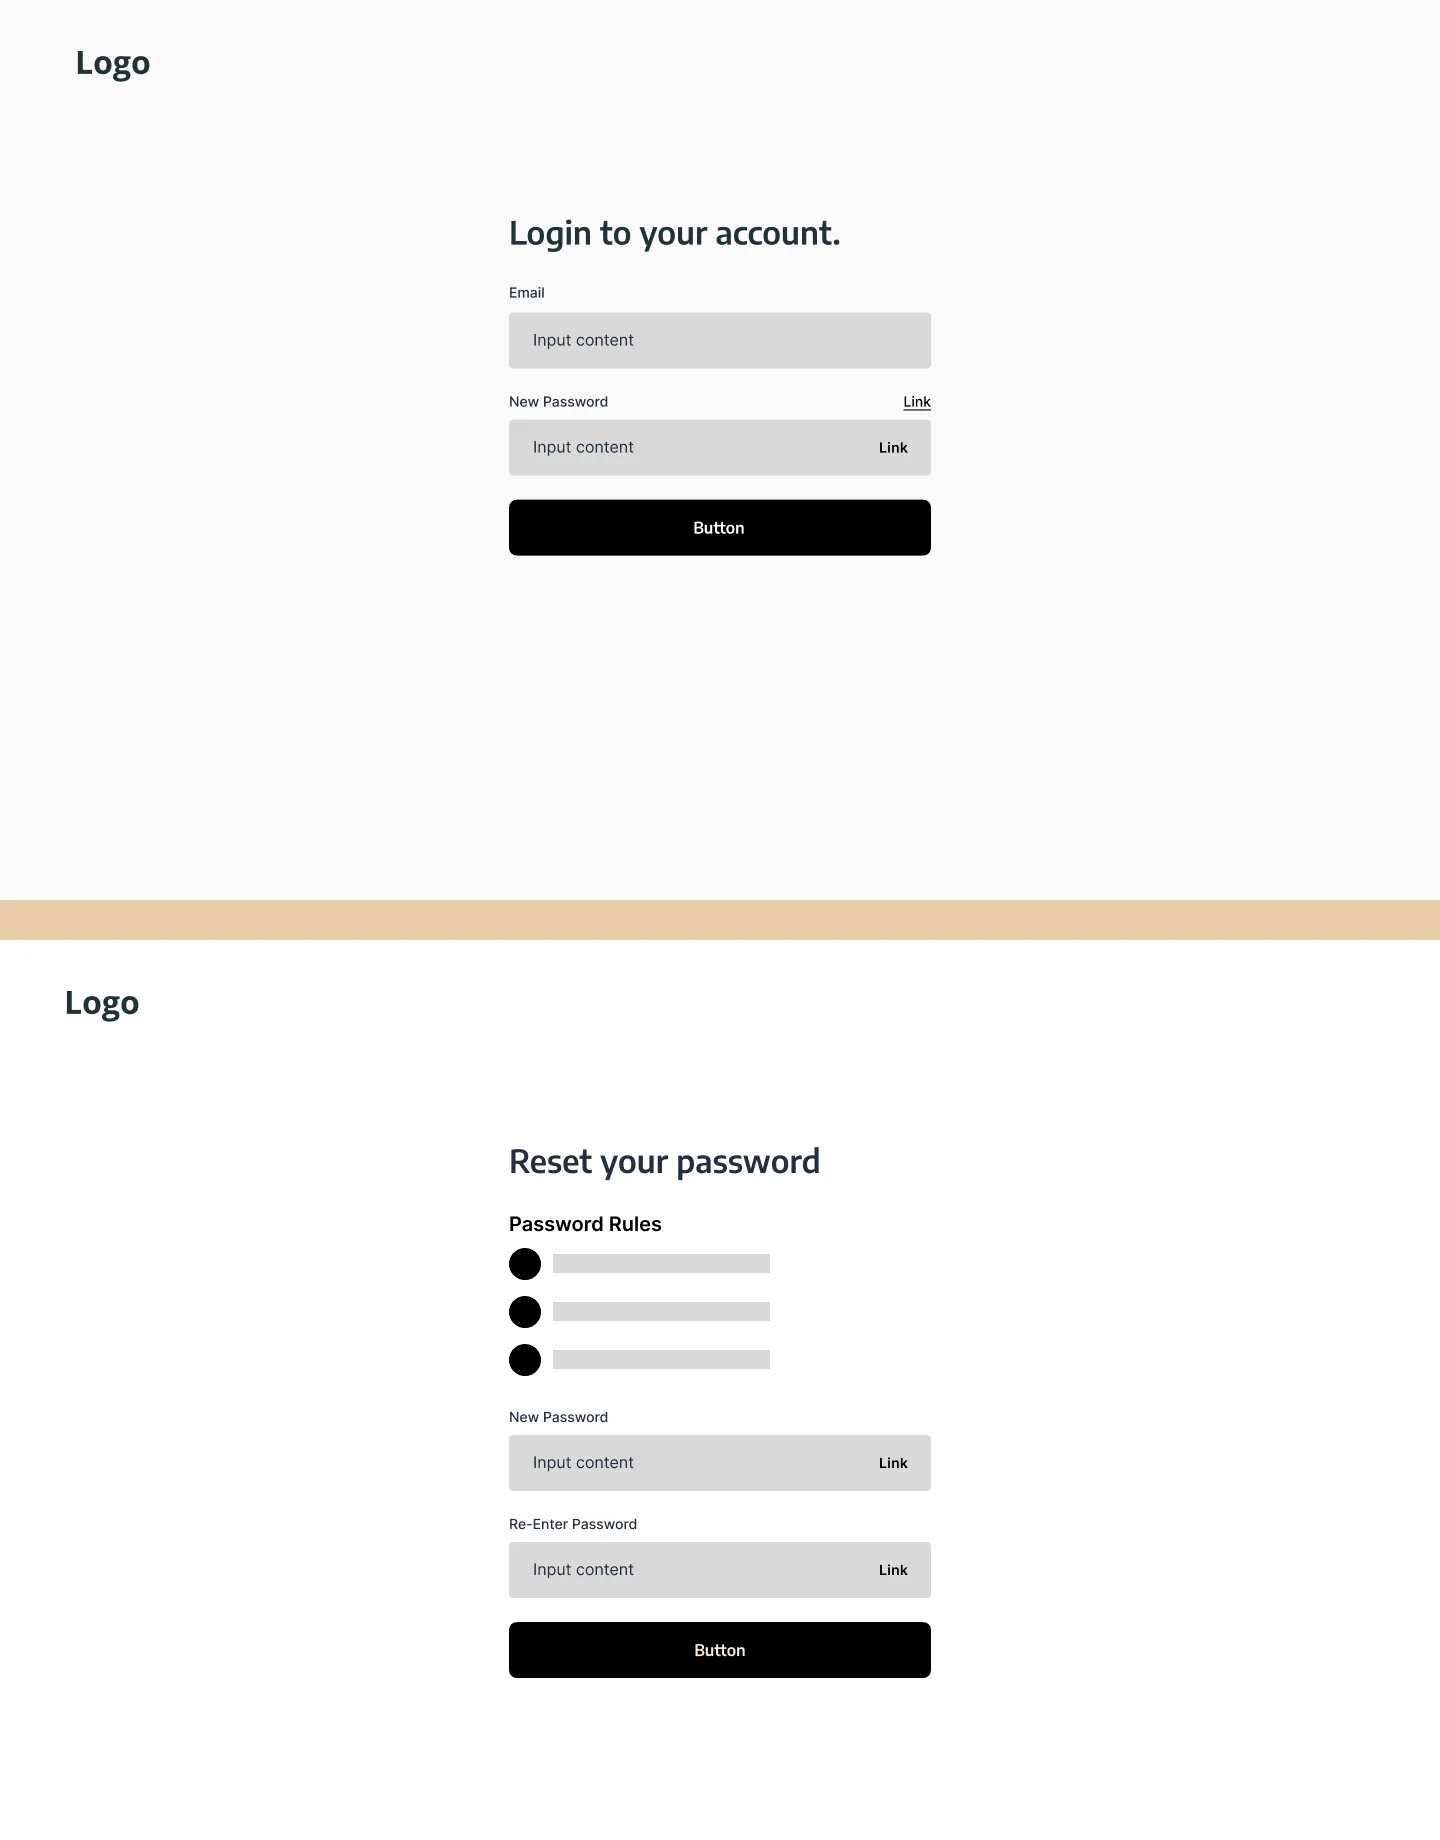 Logo
Login to your account.
Email
Input content
New Password Link
Input content Link
Button
Logo
Reset your password
Password Rules
New Password
Input content Link
Re-Enter Password
Input content Link
Button